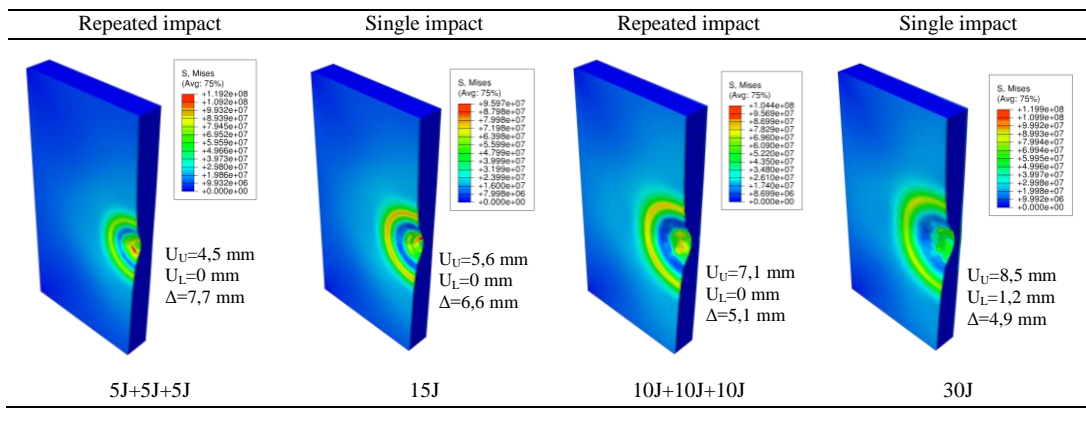 Repeated impact
Single impact
Repeated impact
Single impact
S, Mises
(Avg: 75%)
+1.192e+08
+1.092e+08
+9.932e+07
+8.939e+07
+7.945e+07
+6.952e+07
+5.959e+07
+4.966e+07
+3.973e+07
+2.980e+07
+1.986e+07
+9.932e+06
+0.000e+00
U_U=4,5 mm
U_L=0 mm
Δ=7,7 mm
S, Mises
(Avg: 75%)
+9.597e+07
+8.798e+07
+7.998e+07
+7.198e+07
+6.398e+07
+5.599e+07
+4.799e+07
+3.999e+07
+3.199e+07
+2.399e+07
+1.600e+07
+7.998e+06
+0.000e+00
U_U=5,6 mm
U_L=0 mm
Δ=6,6 mm
S, Mises
(Avg: 75%)
+1.044e+08
+9.569e+07
+8.699e+07
+7.829e+07
+6.960e+07
+6.090e+07
+5.220e+07
+4.350e+07
+3.480e+07
+2.610e+07
+1.740e+07
+8.699e+06
+0.000e+00
U_U=7,1 mm
U_L=0 mm
Δ=5,1 mm
S, Mises
(Avg: 75%)
+1.199e+08
+1.099e+08
+9.992e+07
+8.993e+07
+7.994e+07
+6.994e+07
+5.995e+07
+4.996e+07
+3.997e+07
+2.998e+07
+1.998e+07
+9.992e+06
+0.000e+00
U_U=8,5 mm
U_L=1,2 mm
Δ=4,9 mm
5J+5J+5J
15J
10J+10J+10J
30J